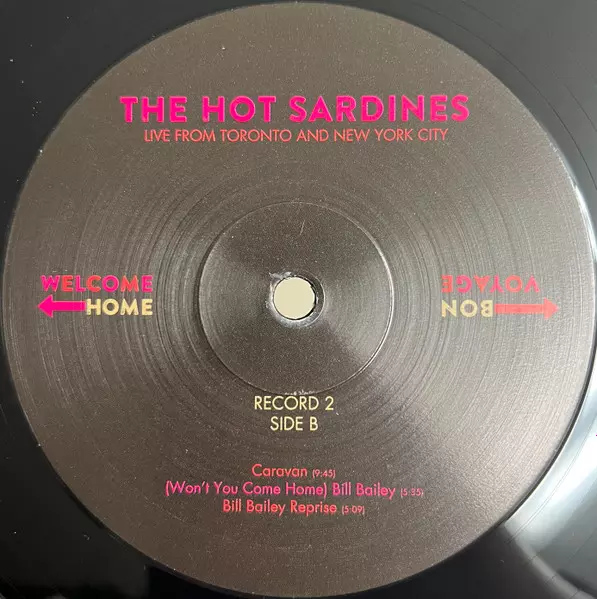 THE HOT SARDINES
LIVE FROM TORONTO AND NEW YORK CITY
WELCOME
HOME
BON
VOYAGE
RECORD 2
SIDE B
Caravan (9:45)
(Won't You Come Home) Bill Bailey (5:35)
Bill Bailey Reprise (5:09)